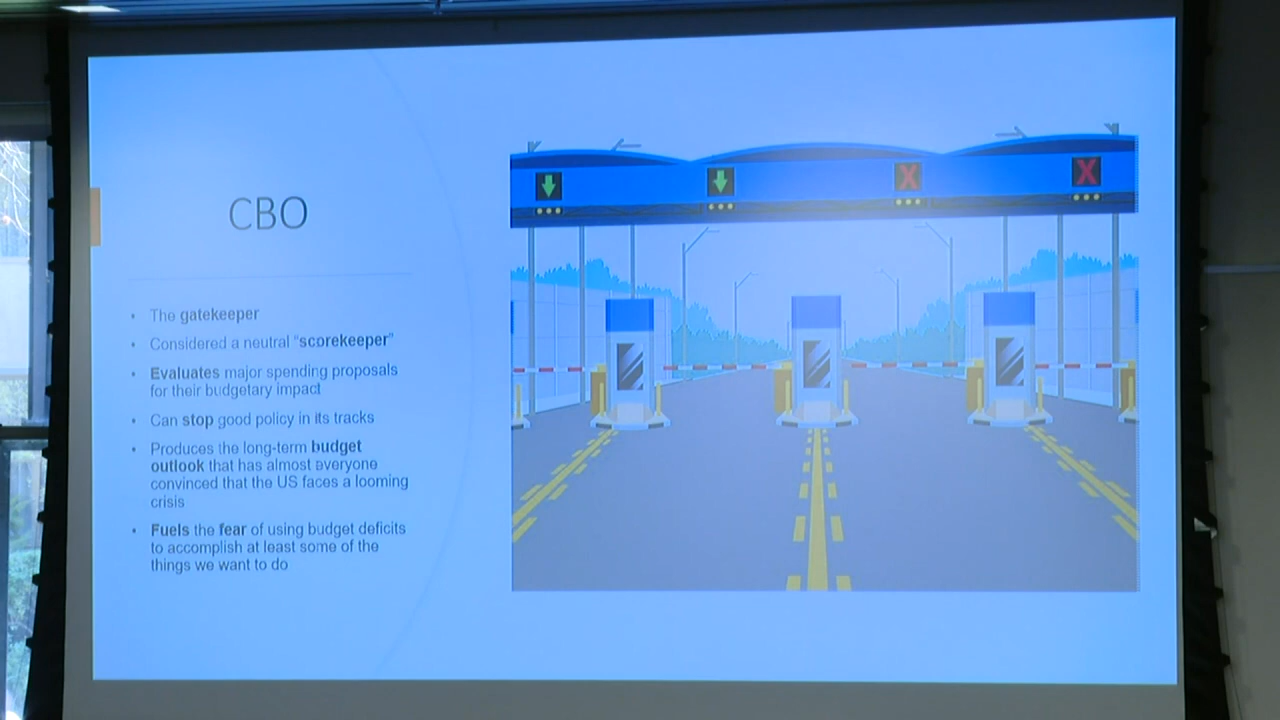 CBO
• The gatekeeper
• Considered a neutral "scorekeeper"
• Evaluates major spending proposals
for their budgetary impact
• Can stop good policy in its tracks
• Produces the long-term budget
outlook that has almost everyone
convinced that the US faces a looming
crisis
• Fuels the fear of using budget deficits
to accomplish at least some of the
things we want to do
X X